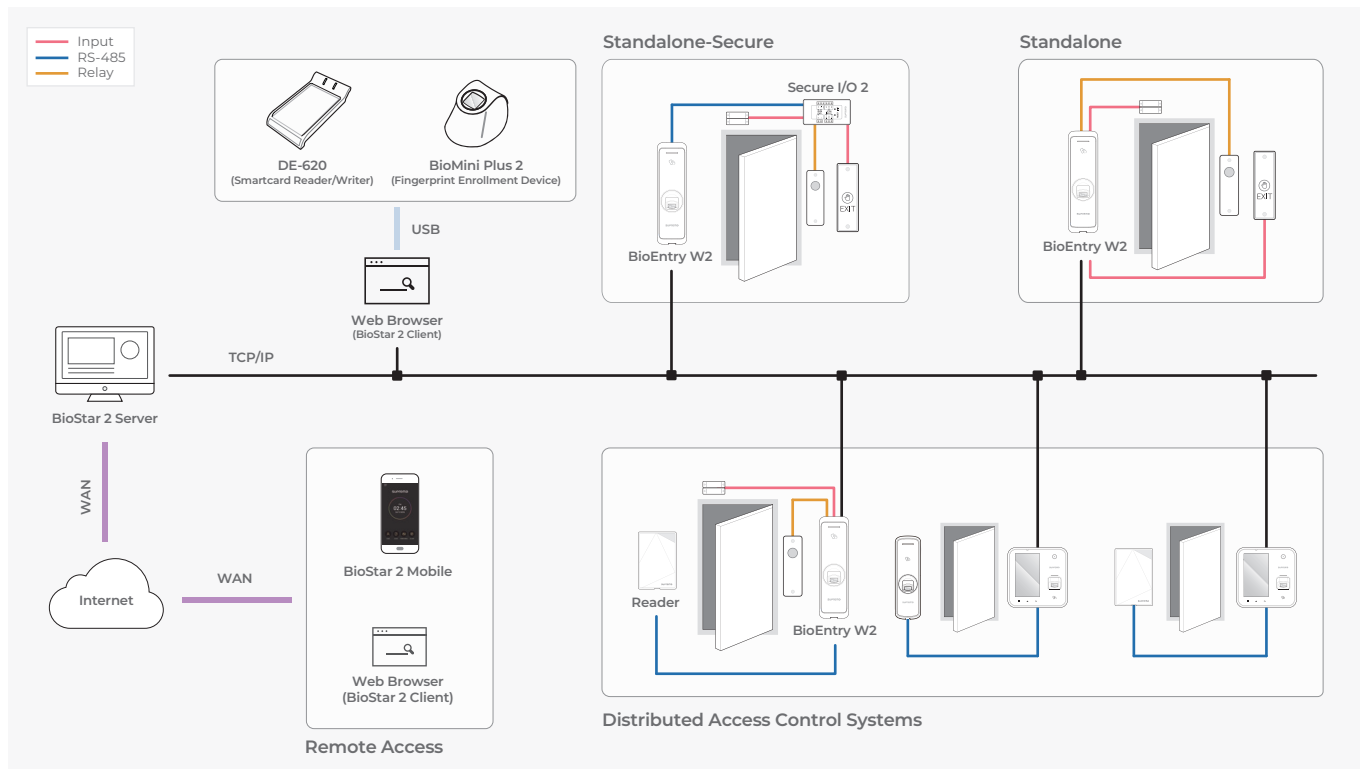 Input
RS-485
Relay
DE-620
(Smartcard Reader/Writer)
BioMini Plus 2
(Fingerprint Enrollment Device)
USB
Web Browser
(BioStar 2 Client)
Standalone-Secure
Secure I/O 2
EXIT
BioEntry W2
Standalone
EXIT
BioEntry W2
TCP/IP
BioStar 2 Server
WAN
Internet
WAN
BioStar 2 Mobile
Web Browser
(BioStar 2 Client)
Remote Access
Reader
BioEntry W2
Distributed Access Control Systems